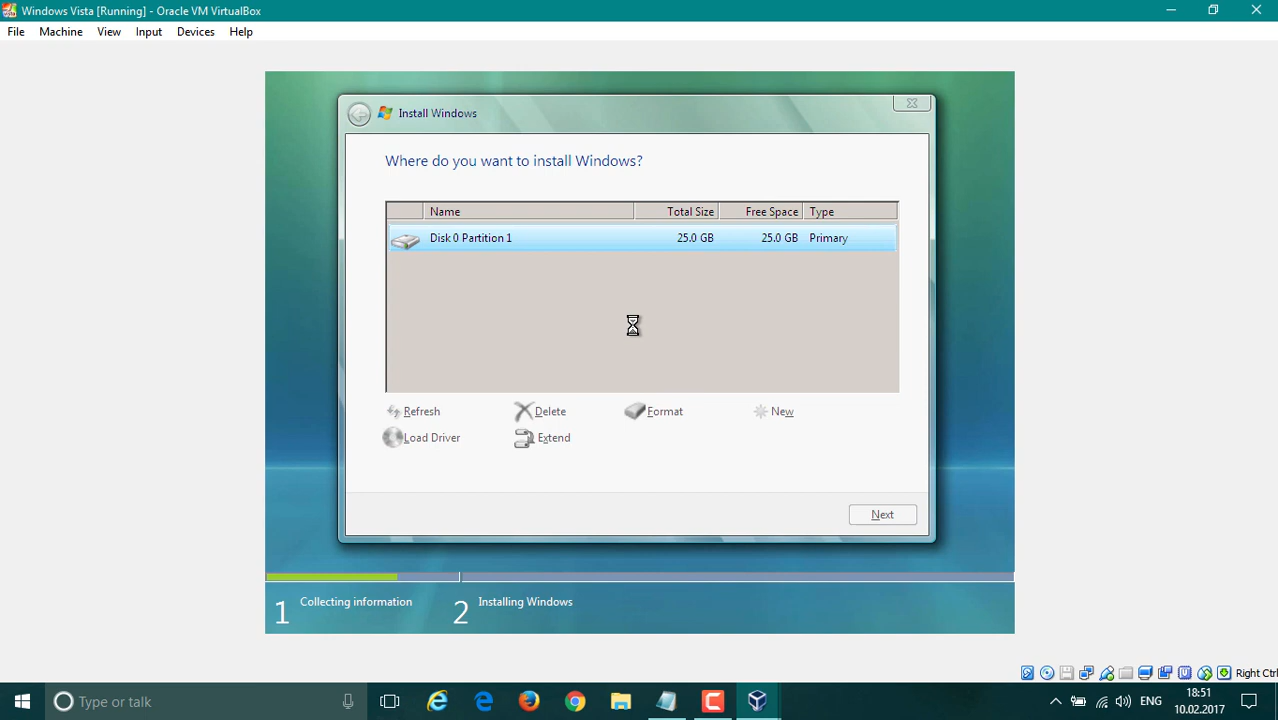 Windows Vista [Running] - Oracle VM VirtualBox
File Machine View Input Devices Help
Install Windows
Where do you want to install Windows?
Name Total Size Free Space Type
Disk 0 Partition 1 25.0 GB 25.0 GB Primary
Refresh Delete Format New
Load Driver Extend
Next
1 Collecting information 2 Installing Windows
Right Ctrl
Type or talk
ENG
18:51
10.02.2017